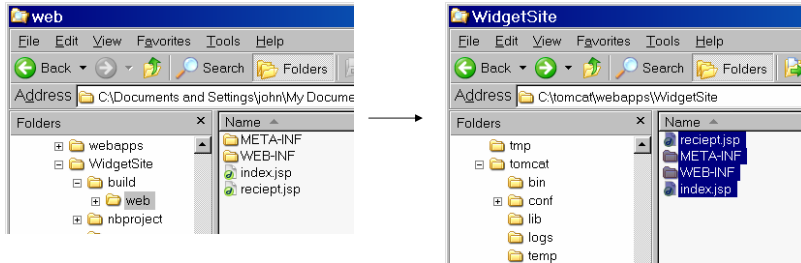 web
File Edit View Favorites Tools Help
Back Search Folders
Address C:\Documents and Settings\john\My Docume
Folders × Name
webapps
WidgetSite
build
web
nbproject
META-INF
WEB-INF
index.jsp
reciept.jsp
WidgetSite
File Edit View Favorites Tools Help
Back Search Folders
Address C:\tomcat\webapps\WidgetSite
Folders × Name
tmp
tomcat
bin
conf
lib
logs
temp
reciept.jsp
META-INF
WEB-INF
index.jsp